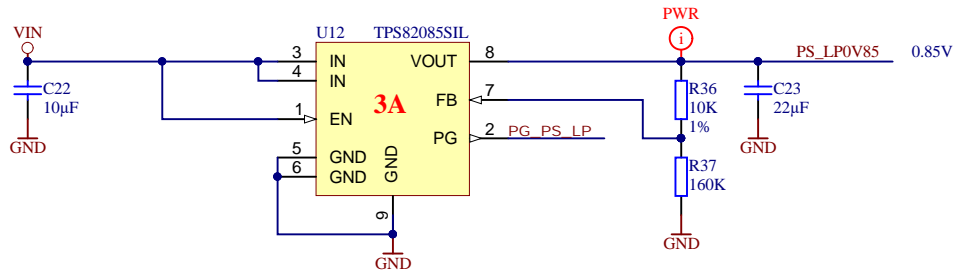 PWR
VIN
U12 TPS82085SIL
i
3 IN VOUT 8 PS_LP0V85 0.85V
4 IN
C22
10µF
R36
10K
1%
C23
22µF
3A
FB 7
1 EN
PG 2 PG_PS_LP
GND
GND
5 GND
6 GND
GND
9
R37
160K
GND
GND